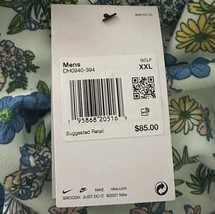 Mens
DH0940-394
GOLF
XXL
1 95868 20516
Suggested Retail
$85.00
NIKE nike.com
SWOOSH JUST DO IT. ©2021 Nike